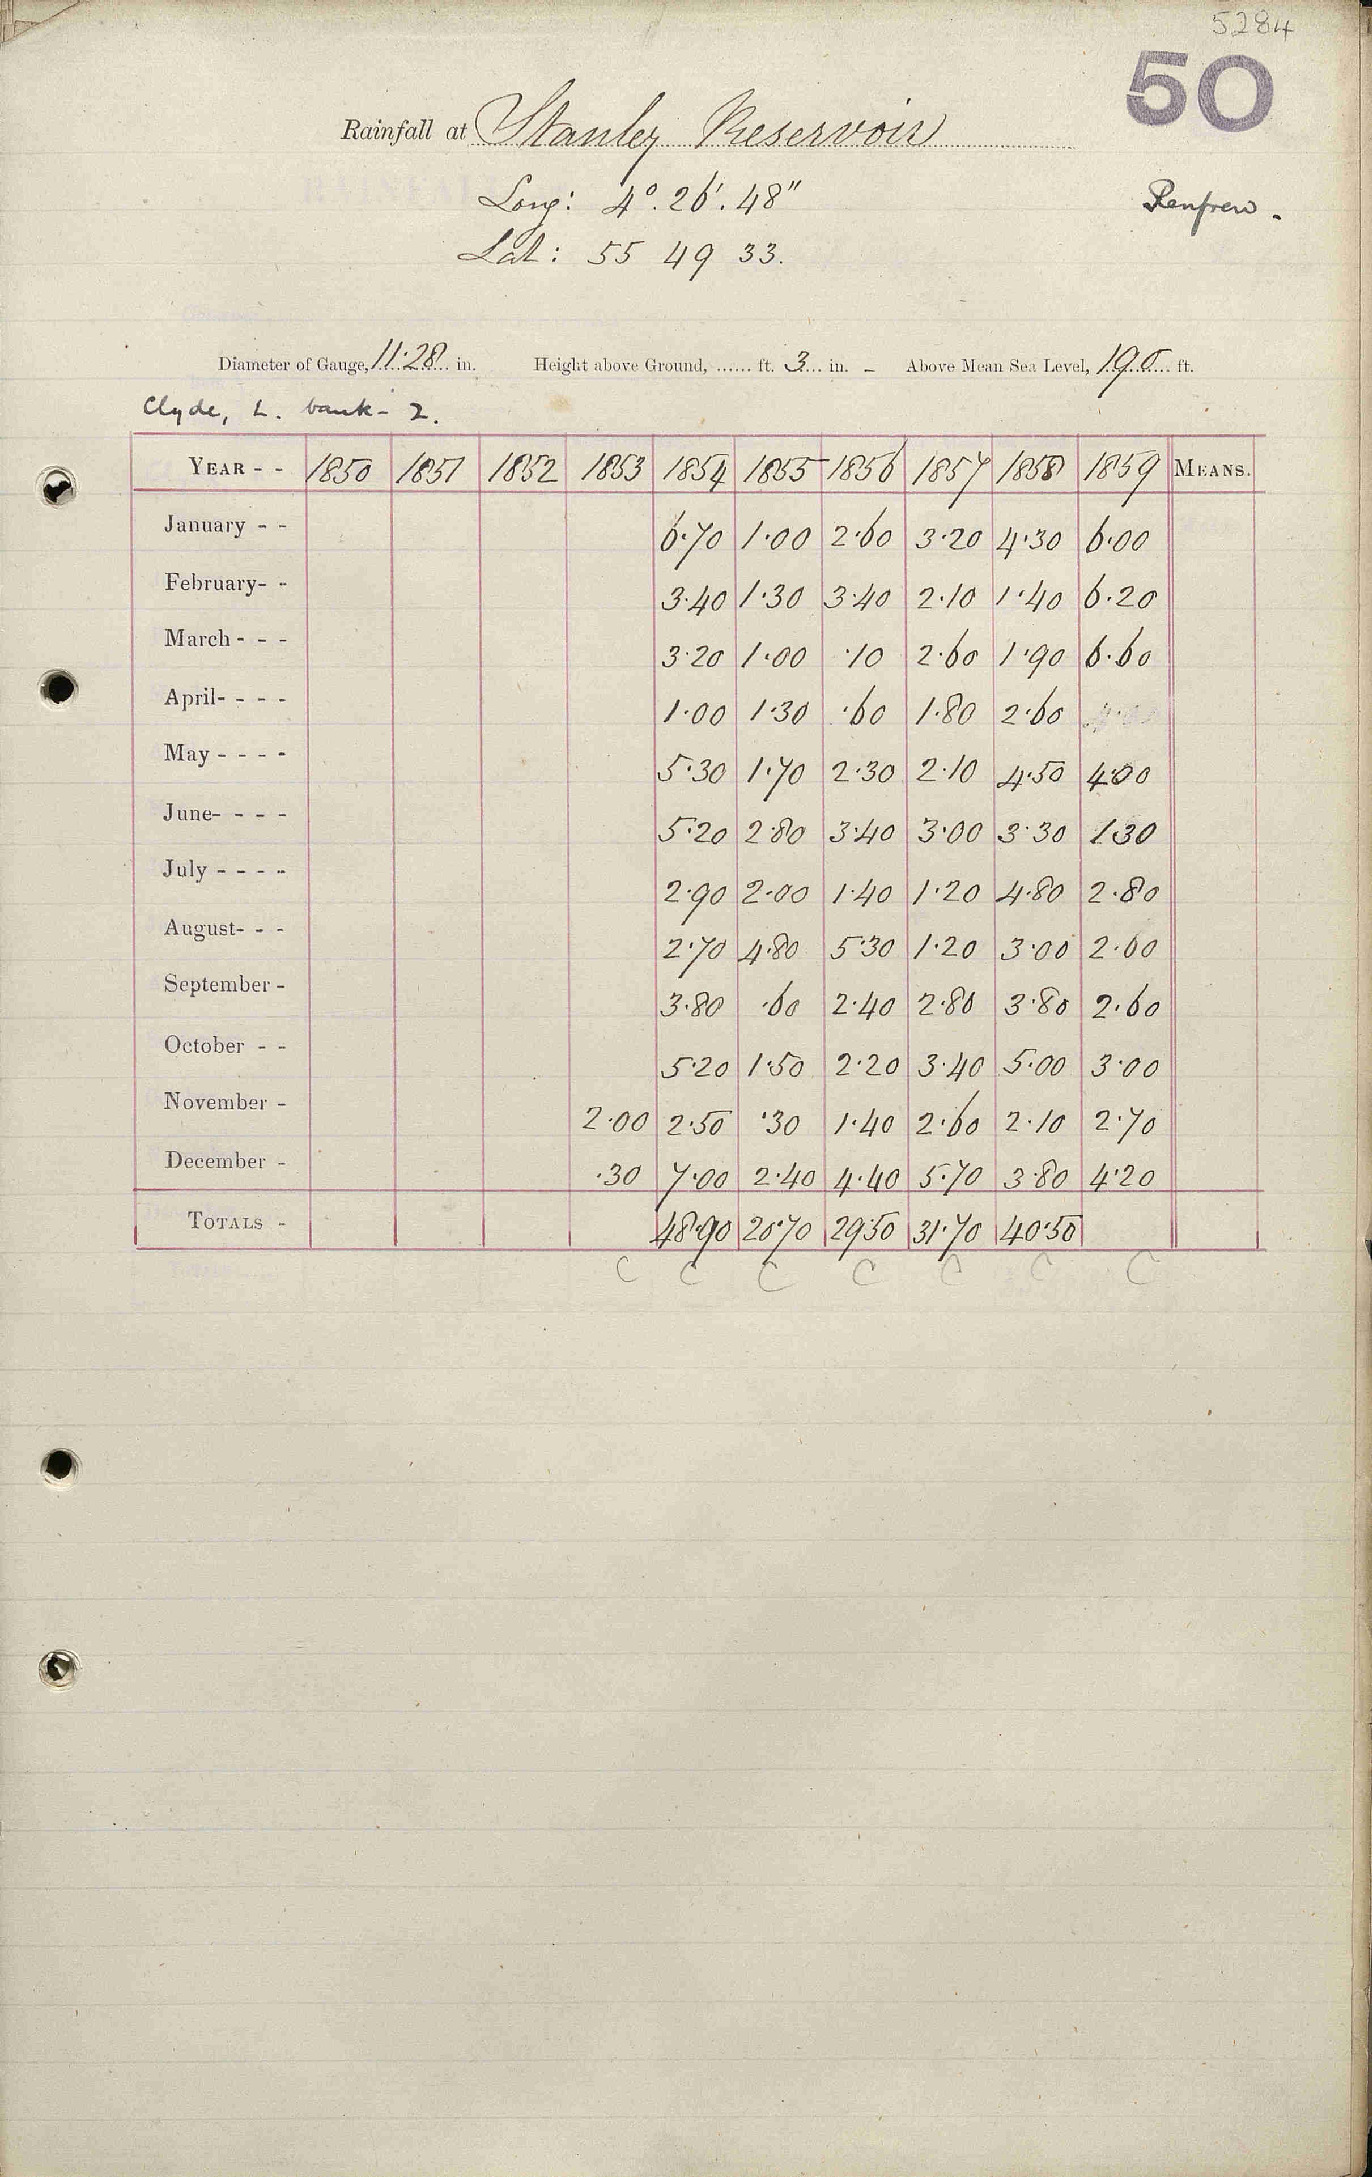 5284
50
Rainfall at Stanley Reservoir
Long: 4°. 26'. 48"
Renfrew.
Lat: 55 49 33.
Diameter of Gauge, 11.28 in. Height above Ground, ...... ft. 3 in. – Above Mean Sea Level, 190 ft.
Clyde, L. bank - 2.
YEAR - - 1850 1851 1852 1853 1854 1855 1856 1857 1858 1859 MEANS.
January - - 6.70 1.00 2.60 3.20 4.30 6.00
February- - 3.40 1.30 3.40 2.10 1.40 6.20
March - - - 3.20 1.00 .10 2.60 1.90 6.60
April- - - - 1.00 1.30 .60 1.80 2.60
May - - - - 5.30 1.70 2.30 2.10 4.50 4.00
June- - - - 5.20 2.80 3.40 3.00 3.30 1.30
July - - - - 2.90 2.00 1.40 1.20 4.80 2.80
August- - - 2.70 4.80 5.30 1.20 3.00 2.60
September - 3.80 .60 2.40 2.80 3.80 2.60
October - - 5.20 1.50 2.20 3.40 5.00 3.00
November - 2.00 2.50 .30 1.40 2.60 2.10 2.70
December - .30 7.00 2.40 4.40 5.70 3.80 4.20
TOTALS - 48.90 20.70 29.50 31.70 40.50
C C C C C C C